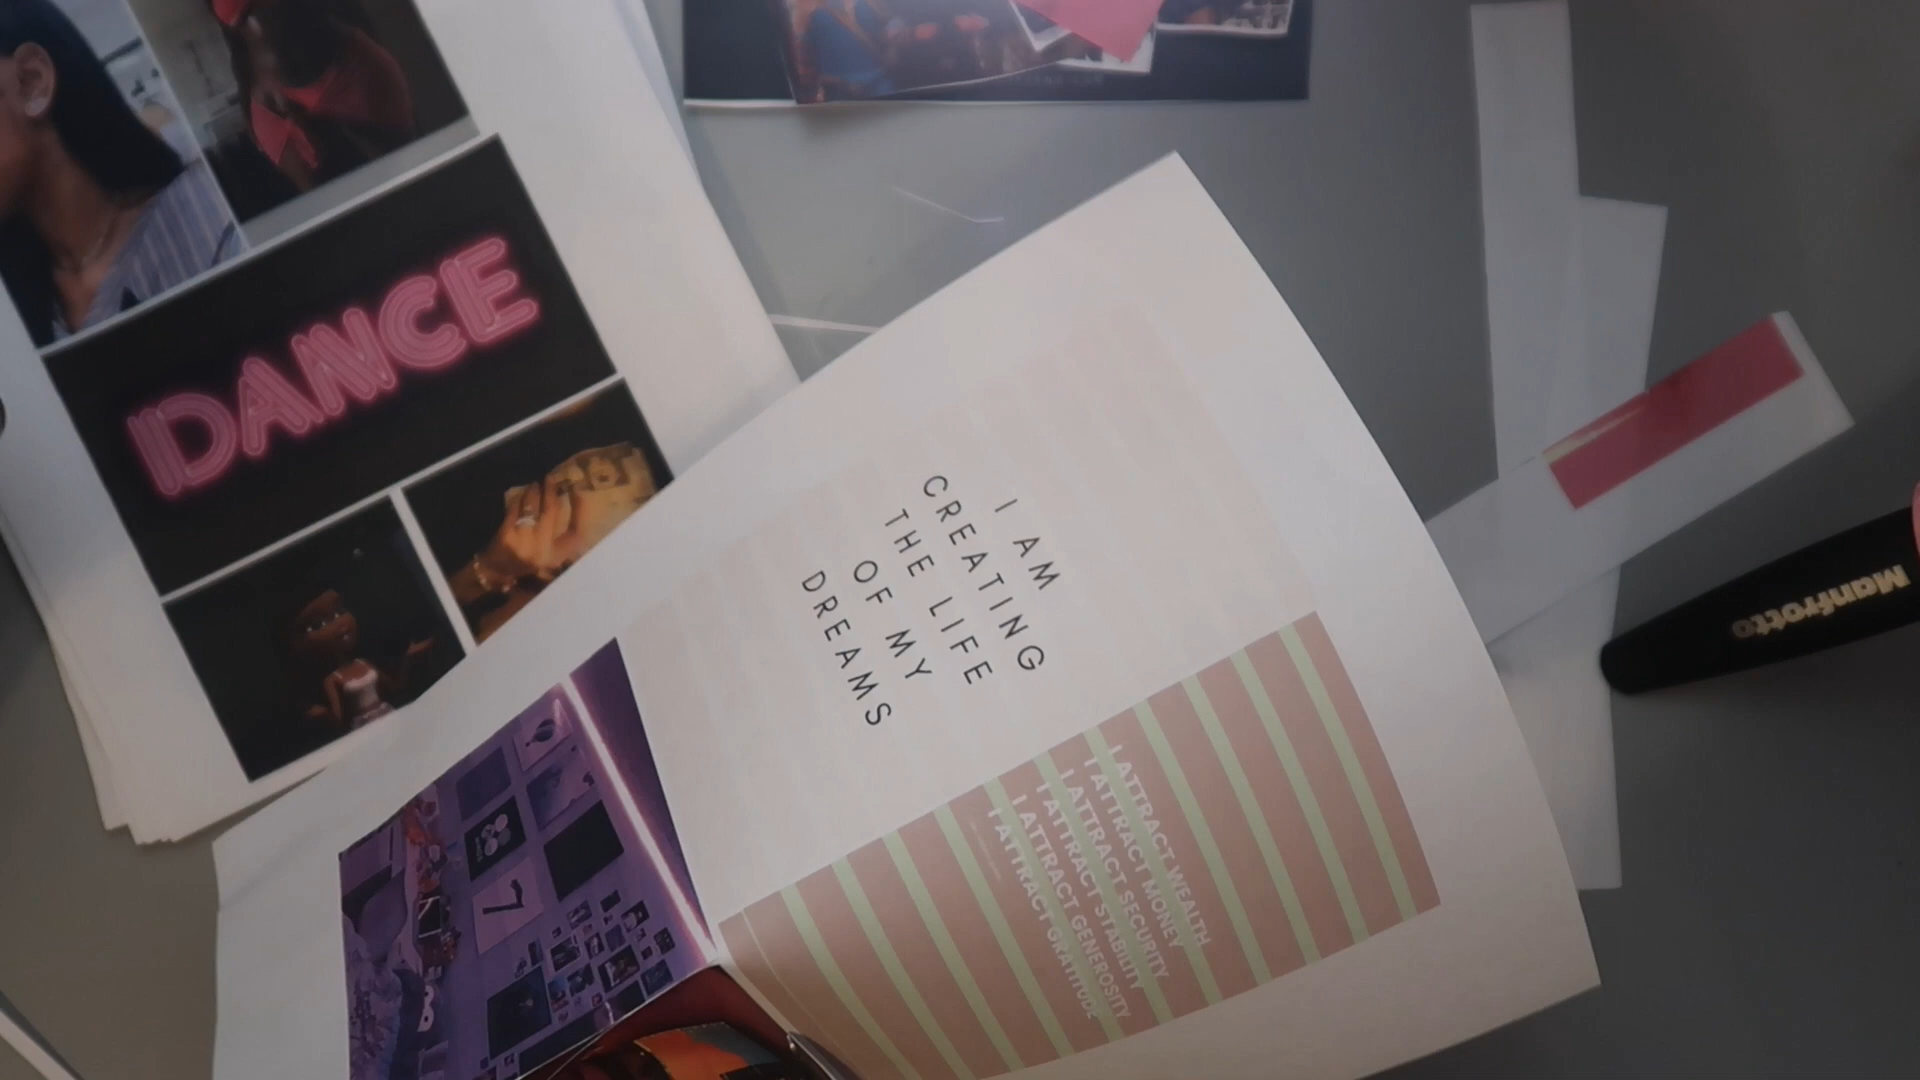 DANCE
I AM
CREATING
THE LIFE
OF MY
DREAMS
I ATTRACT WEALTH
I ATTRACT MONEY
I ATTRACT SECURITY
I ATTRACT STABILITY
I ATTRACT GENEROSITY
I ATTRACT GRATITUDE
Manfrotto
7